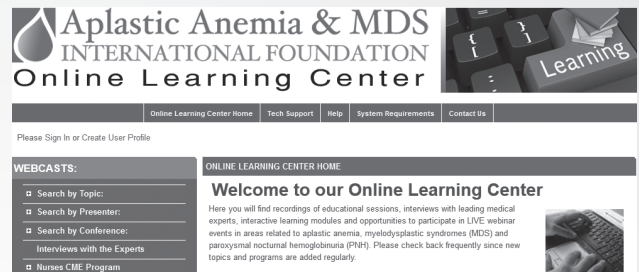 Aplastic Anemia & MDS
INTERNATIONAL FOUNDATION
Online Learning Center
Learning
Online Learning Center Home Tech Support Help System Requirements Contact Us
Please Sign In or Create User Profile
WEBCASTS:
Search by Topic:
Search by Presenter:
Search by Conference:
Interviews with the Experts
Nurses CME Program
ONLINE LEARNING CENTER HOME
Welcome to our Online Learning Center
Here you will find recordings of educational sessions, interviews with leading medical
experts, interactive learning modules and opportunities to participate in LIVE webinar
events in areas related to aplastic anemia, myelodysplastic syndromes (MDS) and
paroxysmal nocturnal hemoglobinuria (PNH). Please check back frequently since new
topics and programs are added regularly.